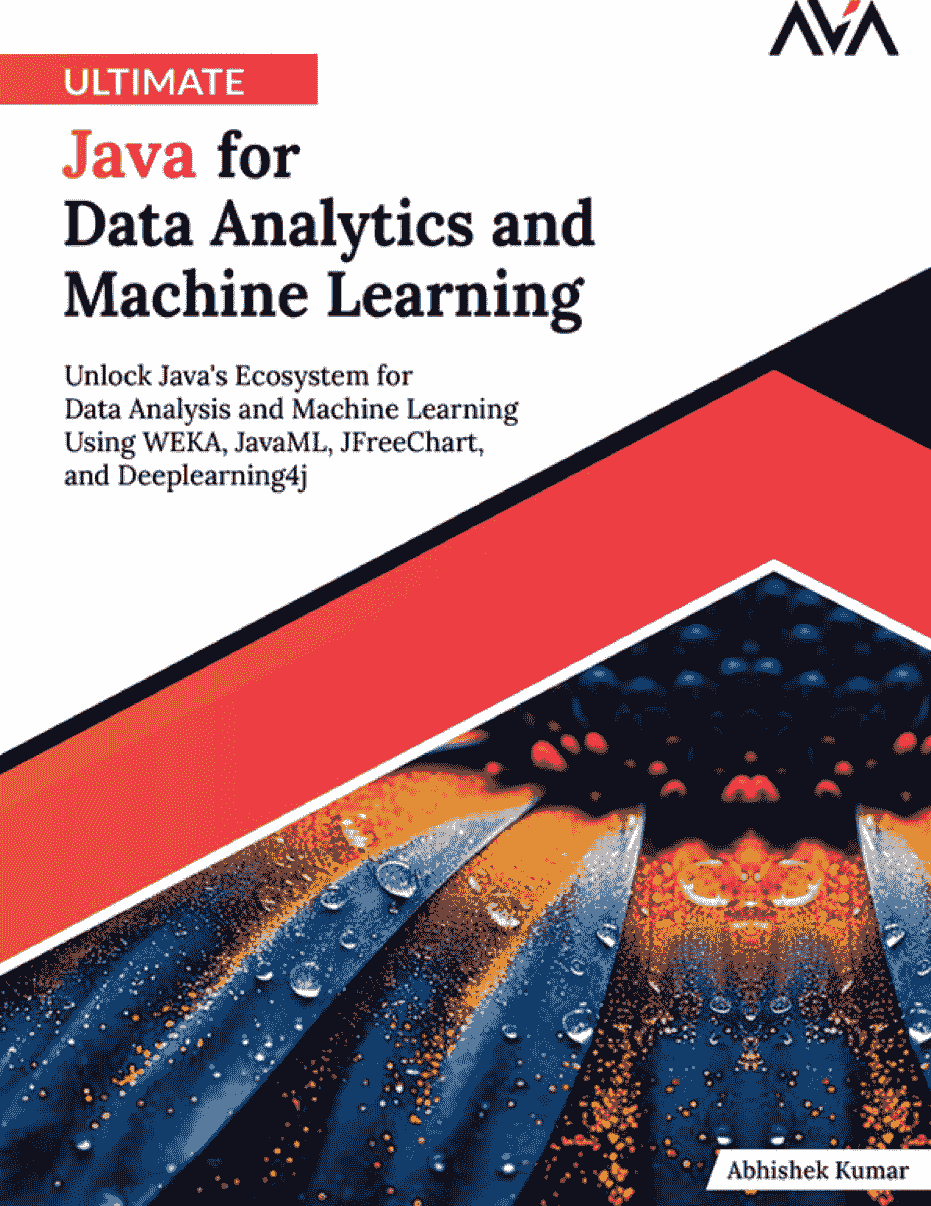 AVA
ULTIMATE
Java for
Data Analytics and
Machine Learning
Unlock Java's Ecosystem for
Data Analysis and Machine Learning
Using WEKA, JavaML, JFreeChart,
and Deeplearning4j
Abhishek Kumar